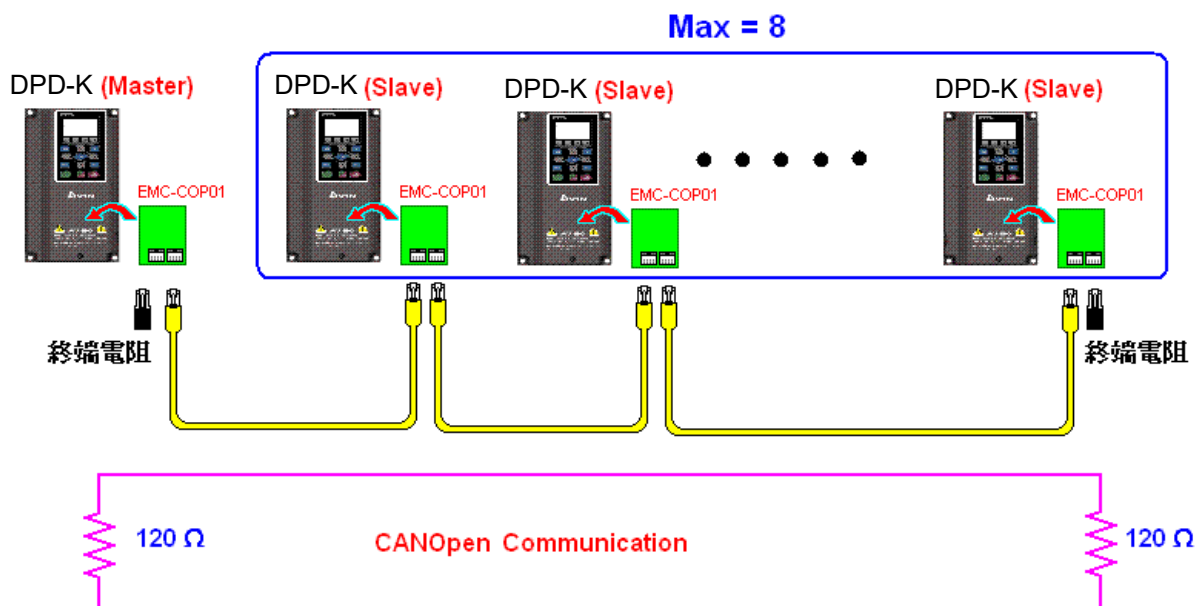 Max = 8
DPD-K (Master)
DPD-K (Slave)
DPD-K (Slave)
DPD-K (Slave)
EMC-COP01
EMC-COP01
EMC-COP01
EMC-COP01
終端電阻
終端電阻
120 Ω
CANOpen Communication
120 Ω